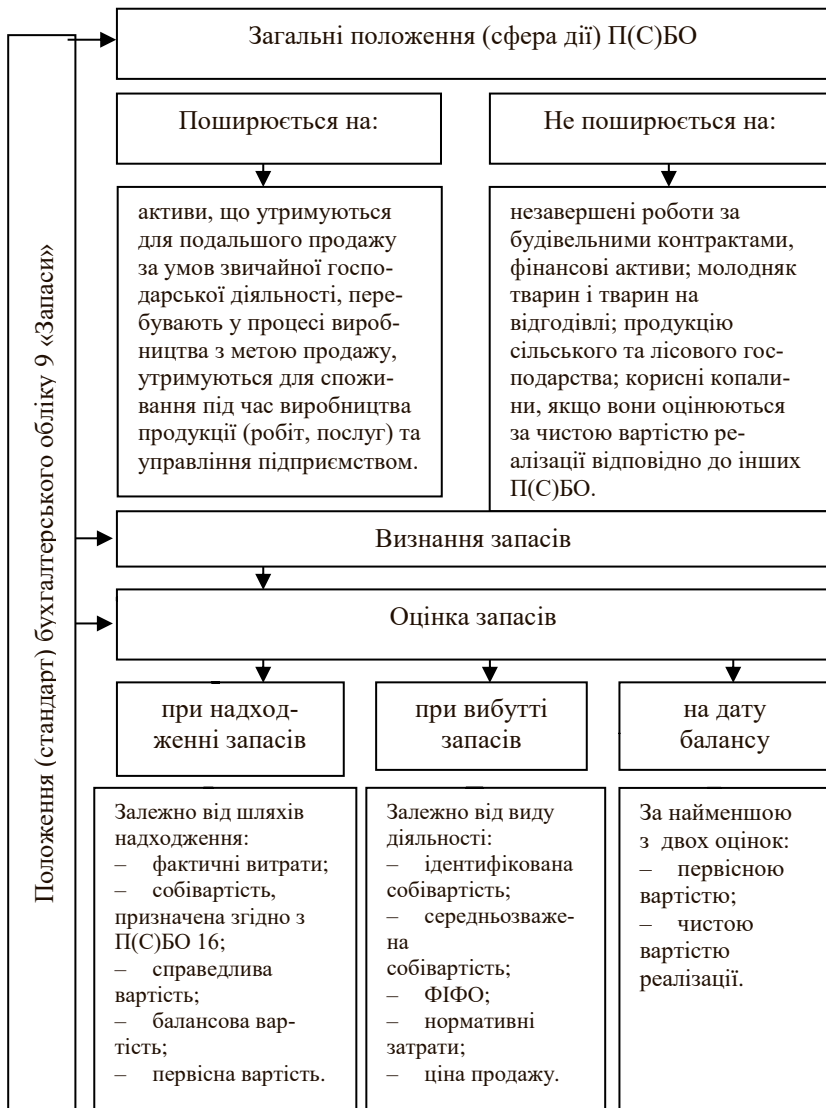 Положення (стандарт) бухгалтерського обліку 9 «Запаси»
Загальні положення (сфера дії) П(С)БО
Поширюється на:
активи, що утримуються
для подальшого продажу
за умов звичайної госпо-
дарської діяльності, пере-
бувають у процесі вироб-
ництва з метою продажу,
утримуються для спожи-
вання під час виробництва
продукції (робіт, послуг) та
управління підприємством.
Не поширюється на:
незавершені роботи за
будівельними контрактами,
фінансові активи; молодняк
тварин і тварин на
відгодівлі; продукцію
сільського та лісового гос-
подарства; корисні копали-
ни, якщо вони оцінюються
за чистою вартістю ре-
алізації відповідно до інших
П(С)БО.
Визнання запасів
Оцінка запасів
при надход-
женні запасів
Залежно від шляхів
надходження:
– фактичні витрати;
– собівартість,
призначена згідно з
П(С)БО 16;
– справедлива
вартість;
– балансова вар-
тість;
– первісна вартість.
при вибутті
запасів
Залежно від виду
діяльності:
– ідентифікована
собівартість;
– середньозваже-
на
собівартість;
– ФІФО;
– нормативні
затрати;
– ціна продажу.
на дату
балансу
За найменшою
з двох оцінок:
– первісною
вартістю;
– чистою
вартістю
реалізації.